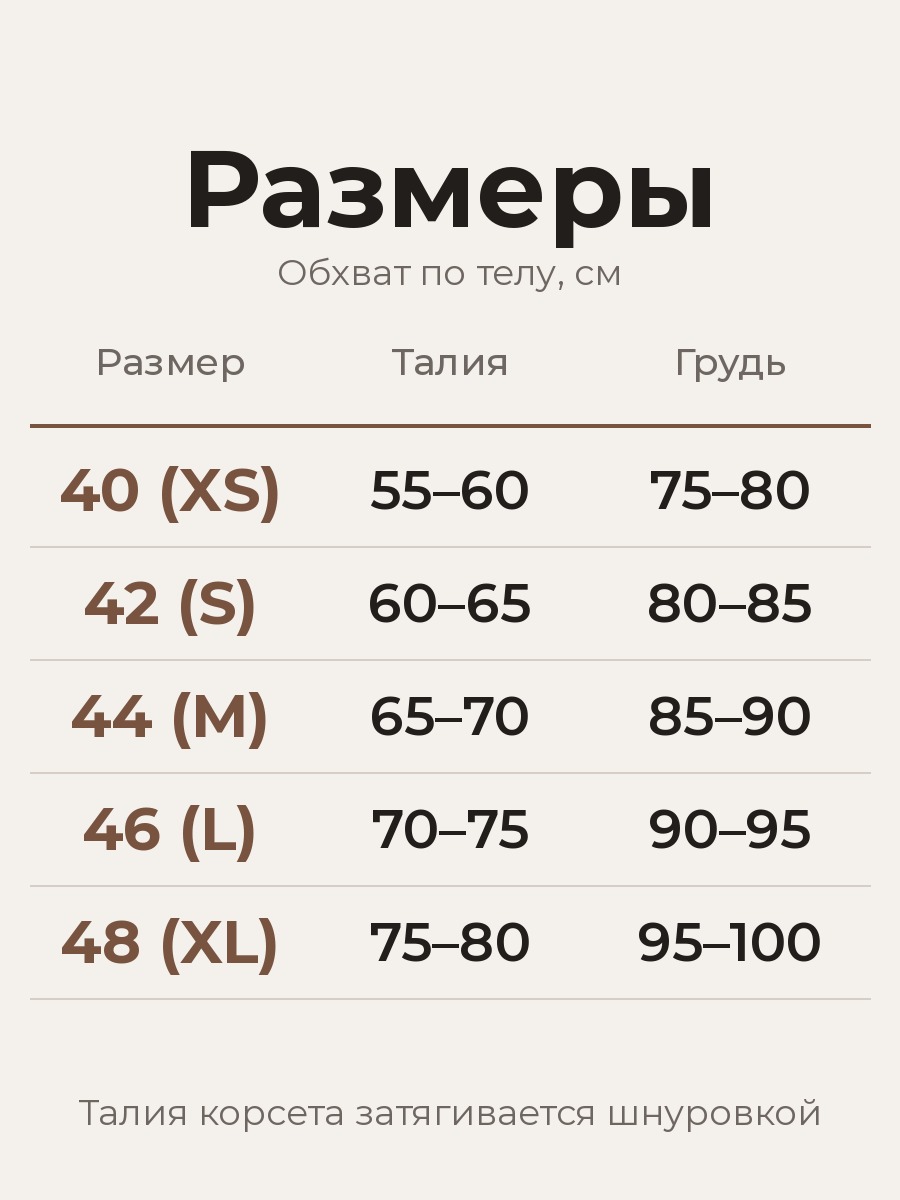 Размеры
Обхват по телу, см
Размер Талия Грудь
40 (XS) 55–60 75–80
42 (S) 60–65 80–85
44 (M) 65–70 85–90
46 (L) 70–75 90–95
48 (XL) 75–80 95–100
Талия корсета затягивается шнуровкой